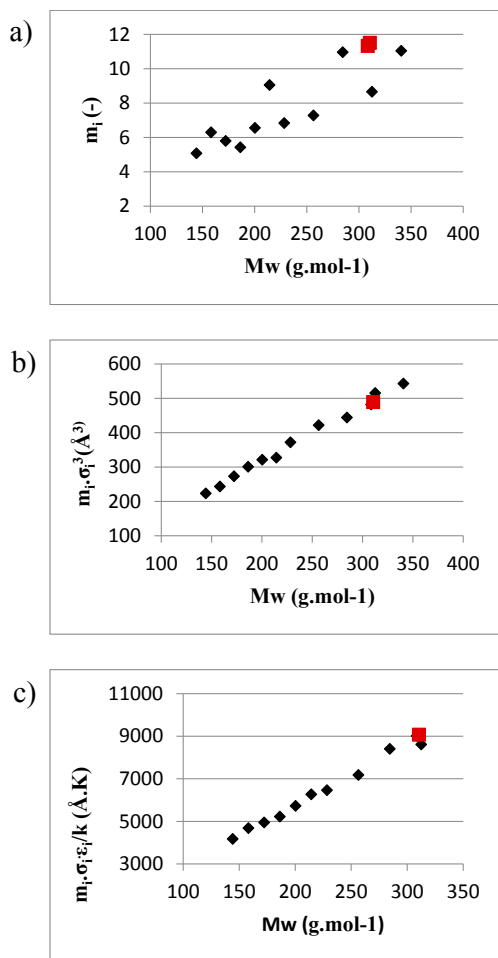 a)
12
10
8
6
4
2
mᵢ (-)
100 150 200 250 300 350 400
Mw (g.mol-1)
b)
600
500
400
300
200
100
mᵢ.σᵢ³(Å³)
100 150 200 250 300 350 400
Mw (g.mol-1)
c)
11000
9000
7000
5000
3000
mᵢ.σᵢ.εᵢ/k (Å.K)
100 150 200 250 300 350
Mw (g.mol-1)